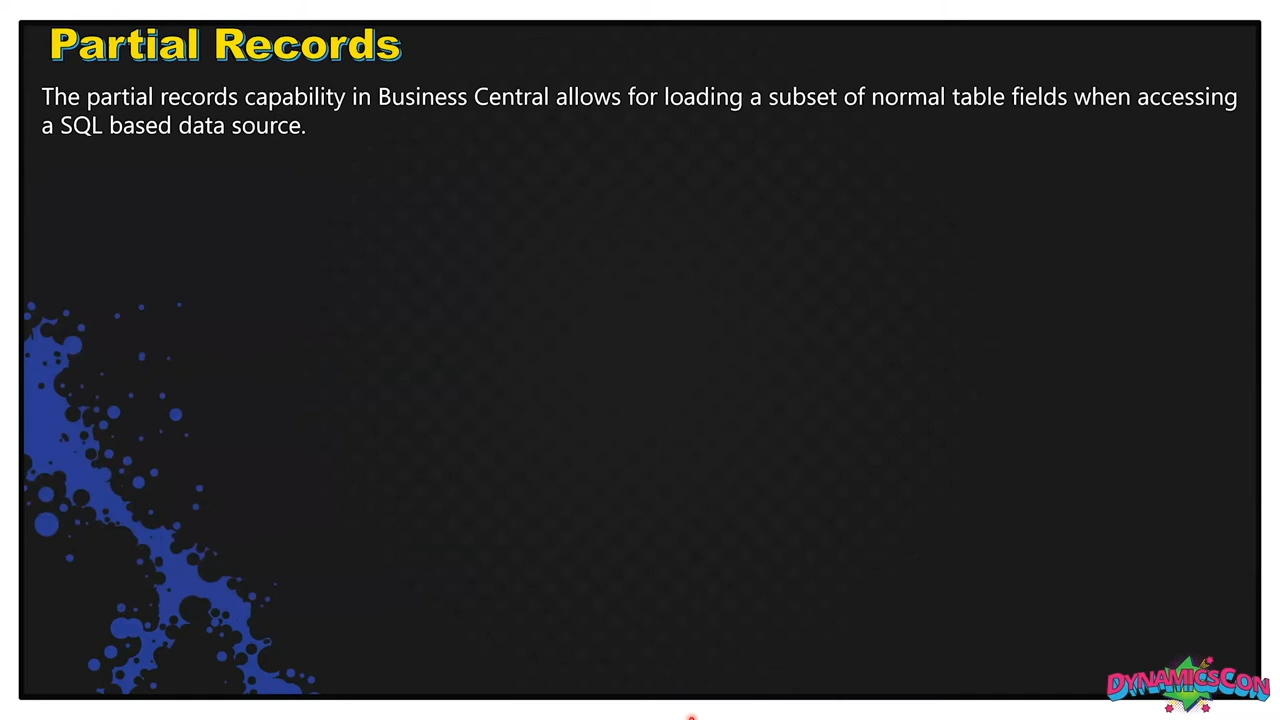 Partial Records
The partial records capability in Business Central allows for loading a subset of normal table fields when accessing
a SQL based data source.
DYNAMICSCON